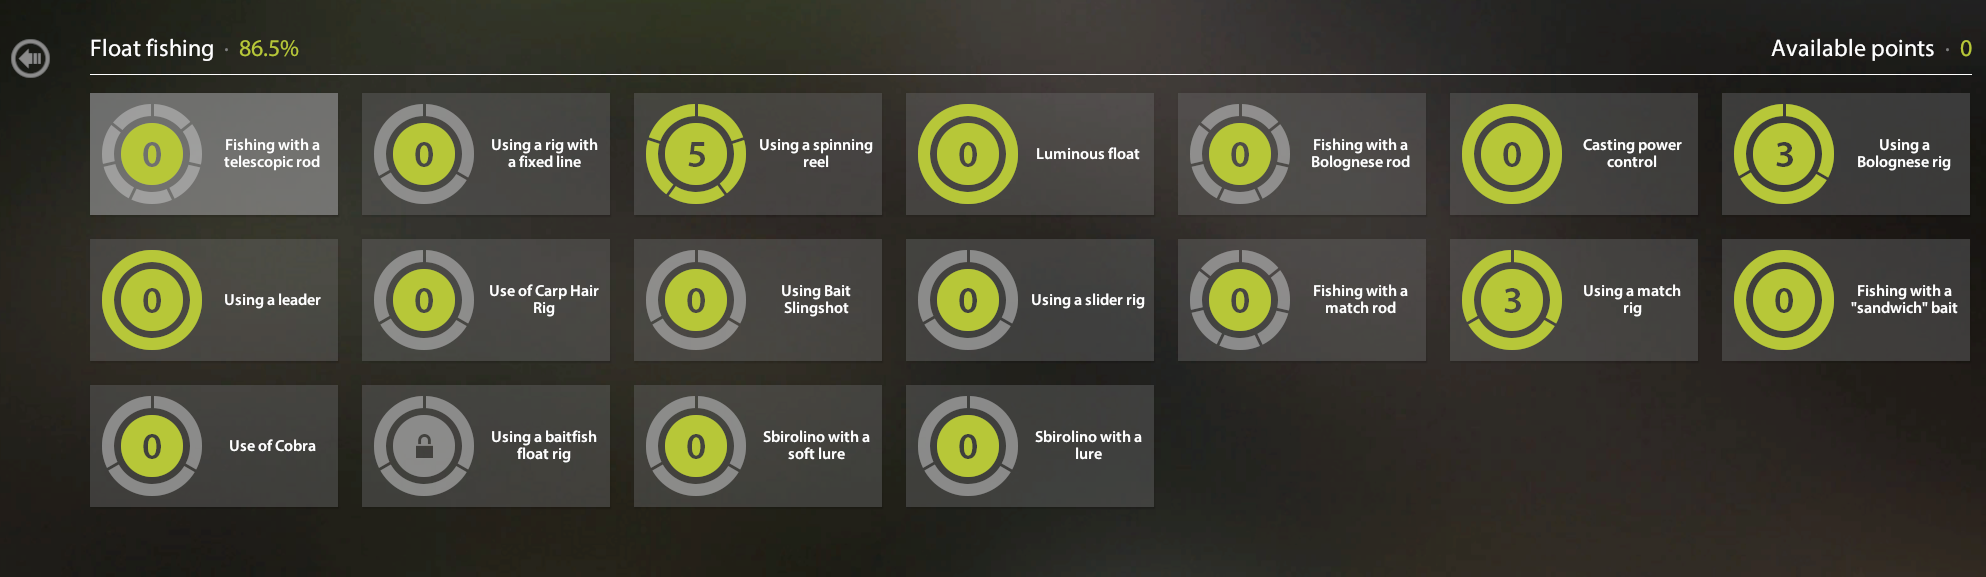 Float fishing · 86.5%
Available points · 0
0
Fishing with a
telescopic rod
0
Using a rig with
a fixed line
5
Using a spinning
reel
0
Luminous float
0
Fishing with a
Bolognese rod
0
Casting power
control
3
Using a
Bolognese rig
0
Using a leader
0
Use of Carp Hair
Rig
0
Using Bait
Slingshot
0
Using a slider rig
0
Fishing with a
match rod
3
Using a match
rig
0
Fishing with a
"sandwich" bait
0
Use of Cobra
Using a baitfish
float rig
0
Sbirolino with a
soft lure
0
Sbirolino with a
lure